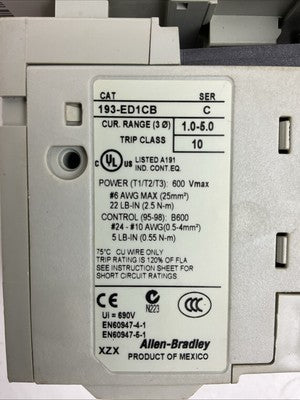 CAT SER
193-ED1CB C
CUR. RANGE (3 Ø) 1.0-5.0
TRIP CLASS 10
c UL US LISTED A191
IND. CONT. EQ.
POWER (T1/T2/T3): 600 Vmax
#6 AWG MAX (25mm²)
22 LB-IN (2.5 N-m)
CONTROL (95-98): B600
#24 - #10 AWG(0.5-4mm²)
5 LB-IN (0.55 N-m)
75°C CU WIRE ONLY
TRIP RATING IS 120% OF FLA
SEE INSTRUCTION SHEET FOR
SHORT CIRCUIT RATINGS
CE N223 CCC
Ui = 690V
EN60947-4-1
EN60947-5-1
XZX Allen-Bradley
PRODUCT OF MEXICO